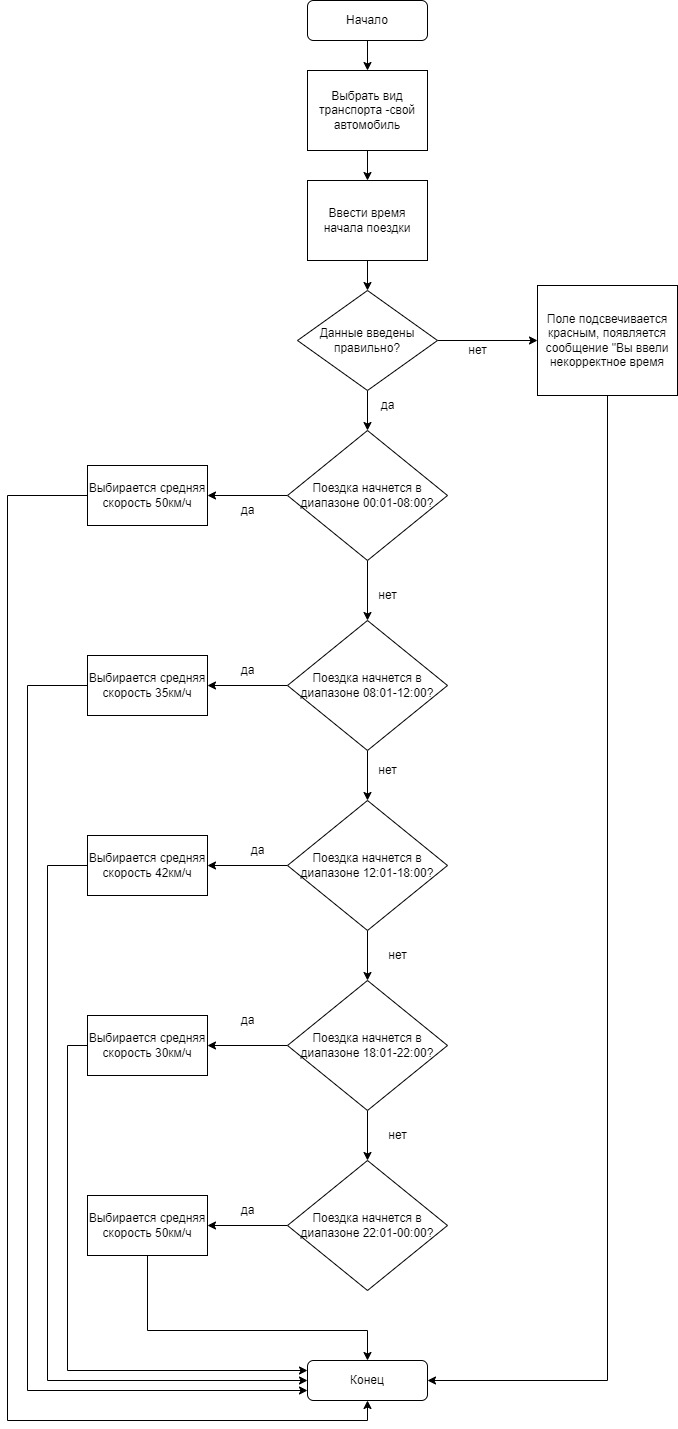 Начало
Выбрать вид
транспорта -свой
автомобиль
Ввести время
начала поездки
Данные введены
правильно?
нет
Поле подсвечивается
красным, появляется
сообщение "Вы ввели
некорректное время
да
Выбирается средняя
скорость 50км/ч
да
Поездка начнется в
диапазоне 00:01-08:00?
нет
Выбирается средняя
скорость 35км/ч
да
Поездка начнется в
диапазоне 08:01-12:00?
нет
Выбирается средняя
скорость 42км/ч
да
Поездка начнется в
диапазоне 12:01-18:00?
нет
Выбирается средняя
скорость 30км/ч
да
Поездка начнется в
диапазоне 18:01-22:00?
нет
Выбирается средняя
скорость 50км/ч
да
Поездка начнется в
диапазоне 22:01-00:00?
Конец